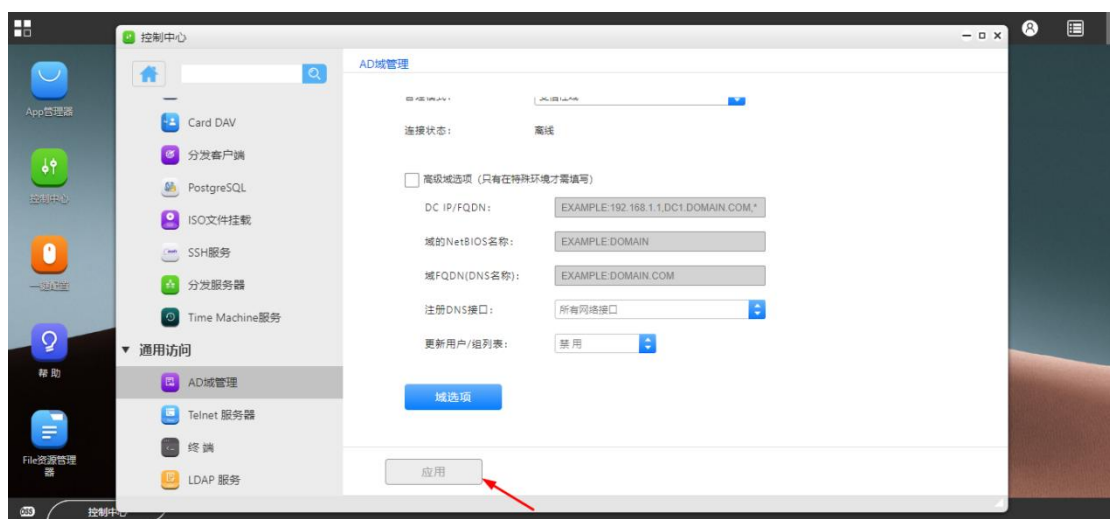 控制中心
App管理器
控制中心
一键配置
帮助
File资源管理
器
Card DAV
分发客户端
PostgreSQL
ISO文件挂载
SSH服务
分发服务器
Time Machine服务
通用访问
AD域管理
Telnet 服务器
终端
LDAP 服务
AD域管理
连接状态： 离线
高级域选项（只有在特殊环境才需填写）
DC IP/FQDN： EXAMPLE:192.168.1.1,DC1.DOMAIN.COM,*
域的NetBIOS名称： EXAMPLE:DOMAIN
域FQDN(DNS名称)： EXAMPLE:DOMAIN.COM
注册DNS接口： 所有网络接口
更新用户/组列表： 禁用
域选项
应用
控制中心